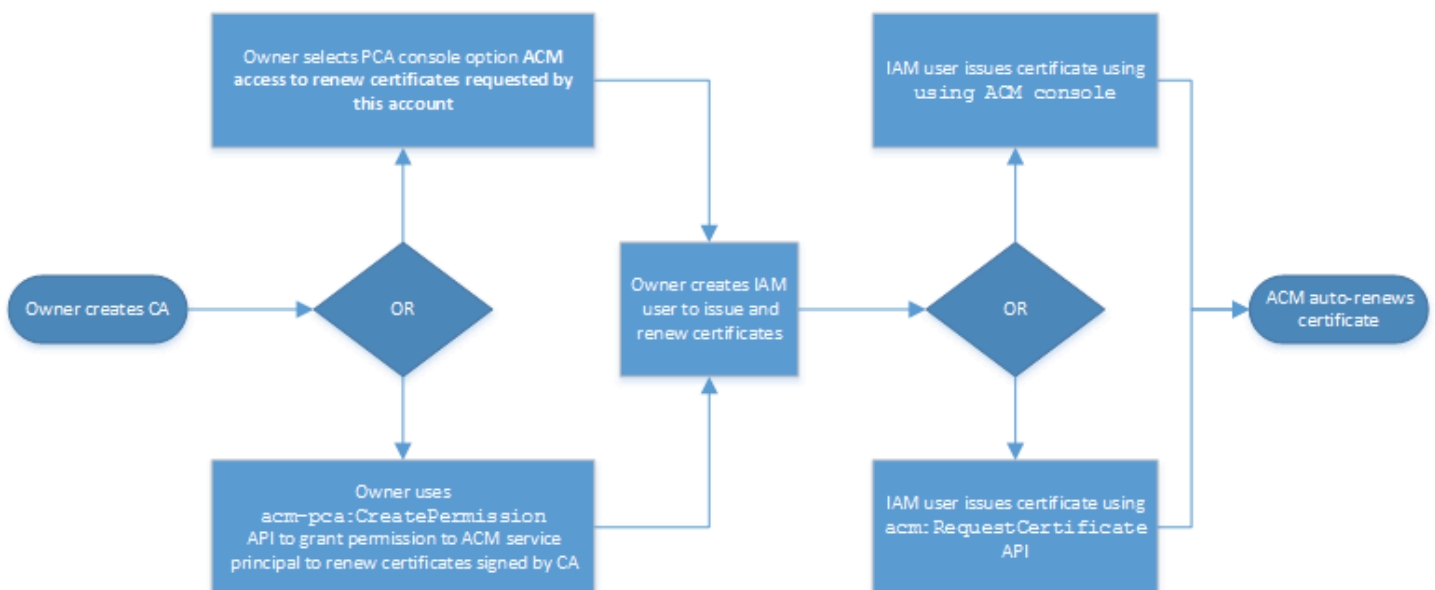 Owner creates CA
OR
Owner selects PCA console option ACM
access to renew certificates requested by
this account
Owner uses
acm-pca:CreatePermission
API to grant permission to ACM service
principal to renew certificates signed by CA
Owner creates IAM
user to issue and
renew certificates
OR
IAM user issues certificate using
using ACM console
IAM user issues certificate using
acm:RequestCertificate
API
ACM auto-renews
certificate